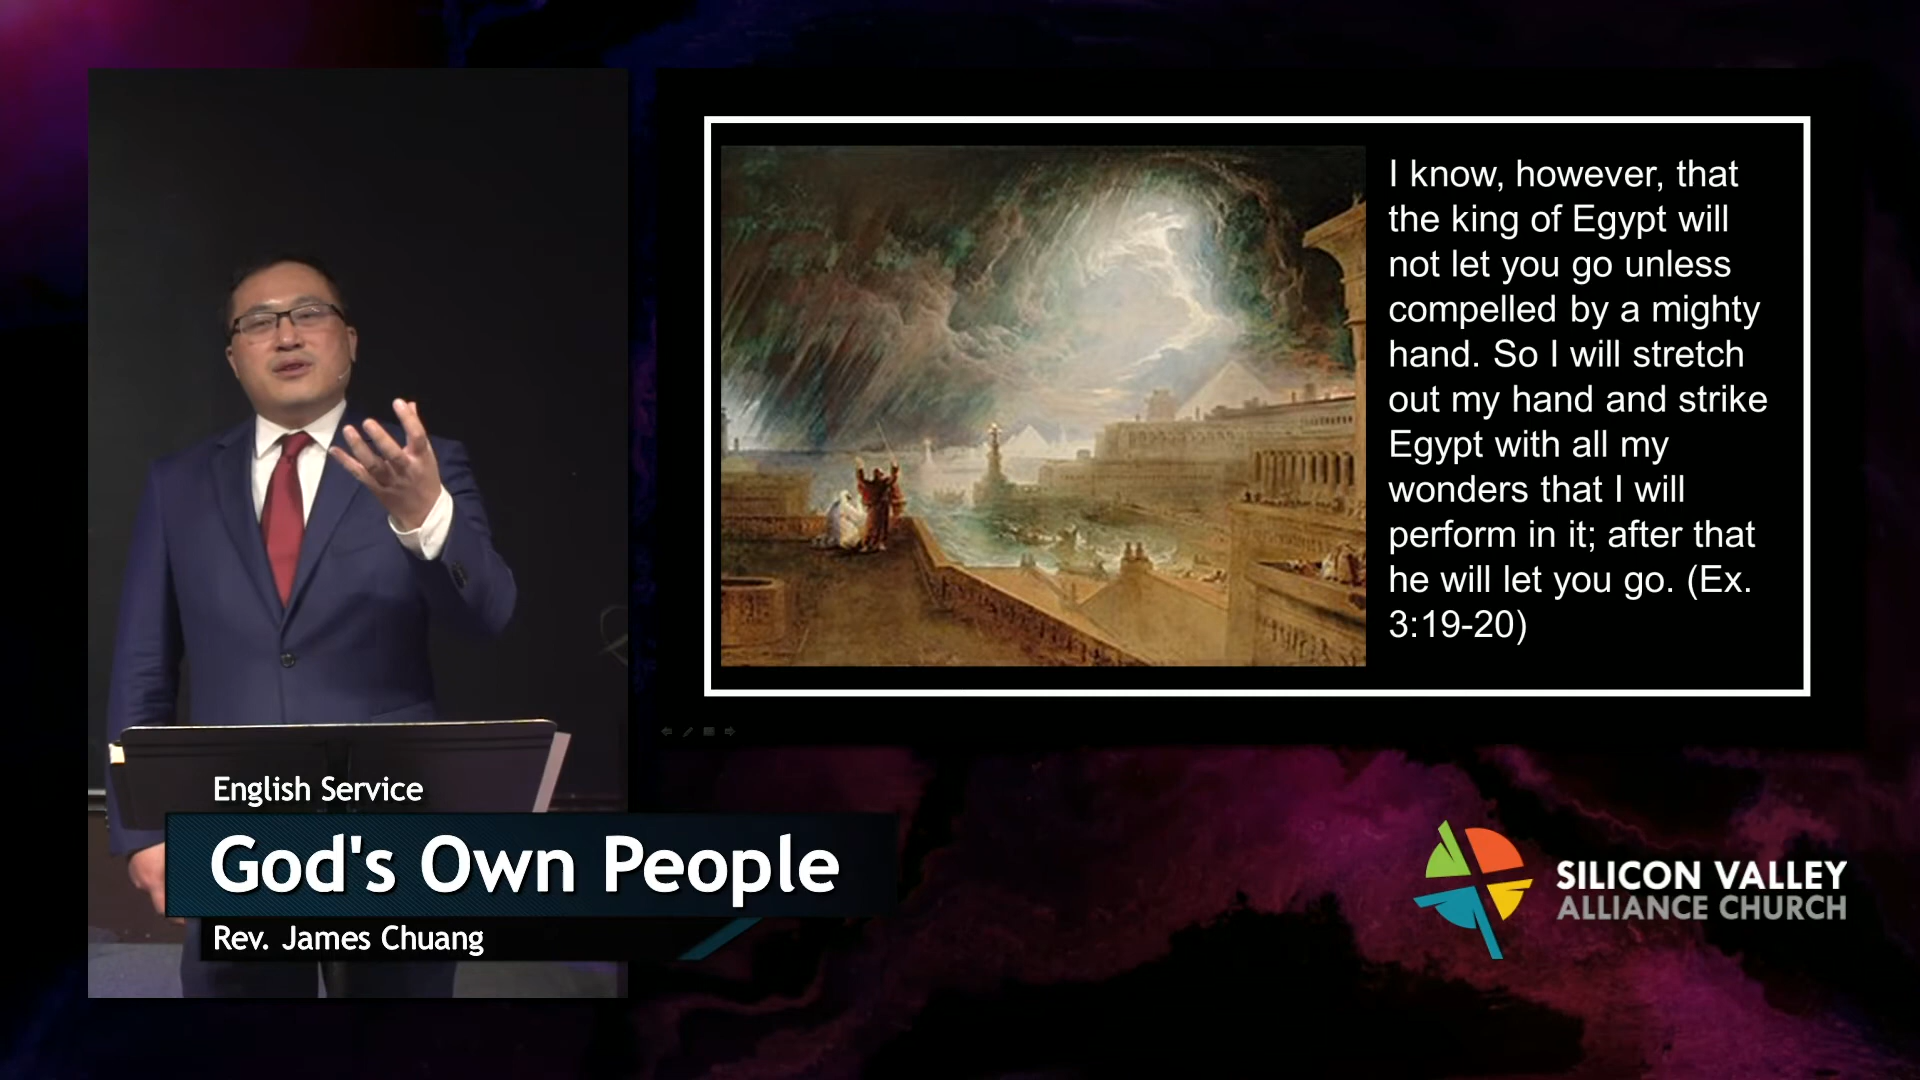 I know, however, that
the king of Egypt will
not let you go unless
compelled by a mighty
hand. So I will stretch
out my hand and strike
Egypt with all my
wonders that I will
perform in it; after that
he will let you go. (Ex.
3:19-20)
English Service
God's Own People
Rev. James Chuang
SILICON VALLEY
ALLIANCE CHURCH